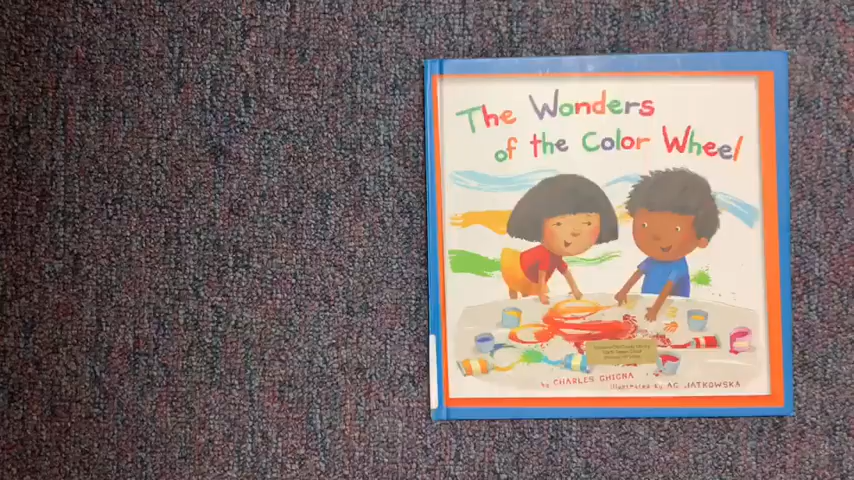 The Wonders
of the Color Wheel
by CHARLES GHIGNA
illustrated by AG JATKOWSKA